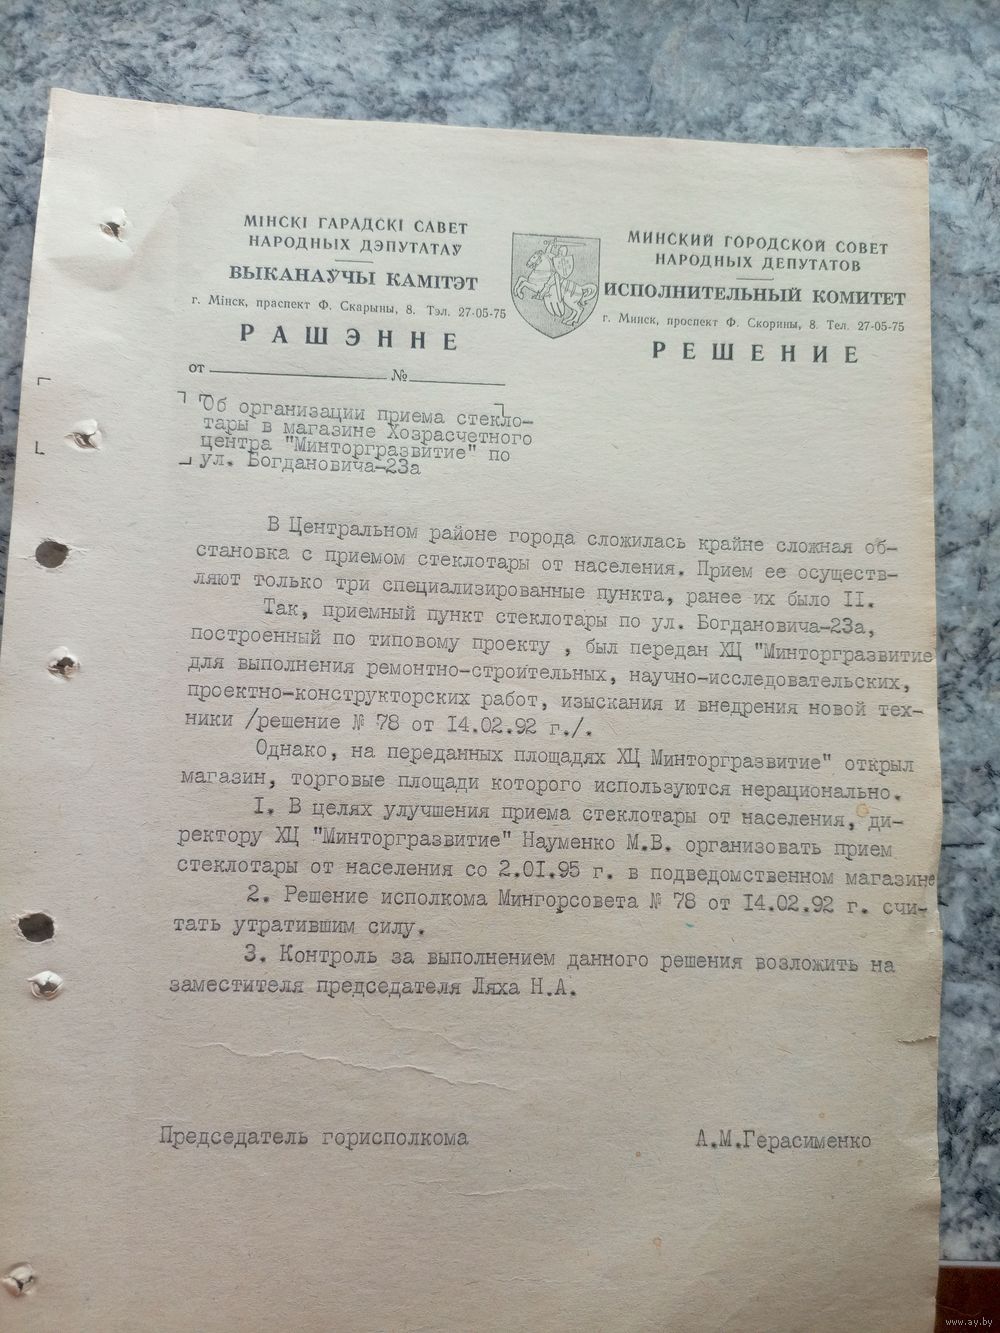 МІНСКІ ГАРАДСКІ САВЕТ
НАРОДНЫХ ДЭПУТАТАЎ
ВЫКАНАЎЧЫ КАМІТЭТ
г. Мінск, праспект Ф. Скарыны, 8. Тэл. 27-05-75
РАШЭННЕ
МИНСКИЙ ГОРОДСКОЙ СОВЕТ
НАРОДНЫХ ДЕПУТАТОВ
ИСПОЛНИТЕЛЬНЫЙ КОМИТЕТ
г. Минск, проспект Ф. Скорины, 8. Тел. 27-05-75
РЕШЕНИЕ
от №
Об организации приема стекло-
тары в магазине Хозрасчетного
центра "Минторгразвитие" по
ул. Богдановича-23а
В Центральном районе города сложилась крайне сложная об-
становка с приемом стеклотары от населения. Прием ее осуществ-
ляют только три специализированные пункта, ранее их было II.
Так, приемный пункт стеклотары по ул. Богдановича-23а,
построенный по типовому проекту , был передан ХЦ "Минторгразвитие
для выполнения ремонтно-строительных, научно-исследовательских,
проектно-конструкторских работ, изыскания и внедрения новой тех-
ники /решение № 78 от I4.02.92 г./.
Однако, на переданных площадях ХЦ Минторгразвитие" открыл
магазин, торговые площади которого используются нерационально.
I. В целях улучшения приема стеклотары от населения, ди-
ректору ХЦ "Минторгразвитие" Науменко М.В. организовать прием
стеклотары от населения со 2.0I.95 г. в подведомственном магазине
2. Решение исполкома Мингорсовета № 78 от I4.02.92 г. счи-
тать утратившим силу.
3. Контроль за выполнением данного решения возложить на
заместителя председателя Ляха Н.А.
Председатель горисполкома А.М.Герасименко
www.ay.by